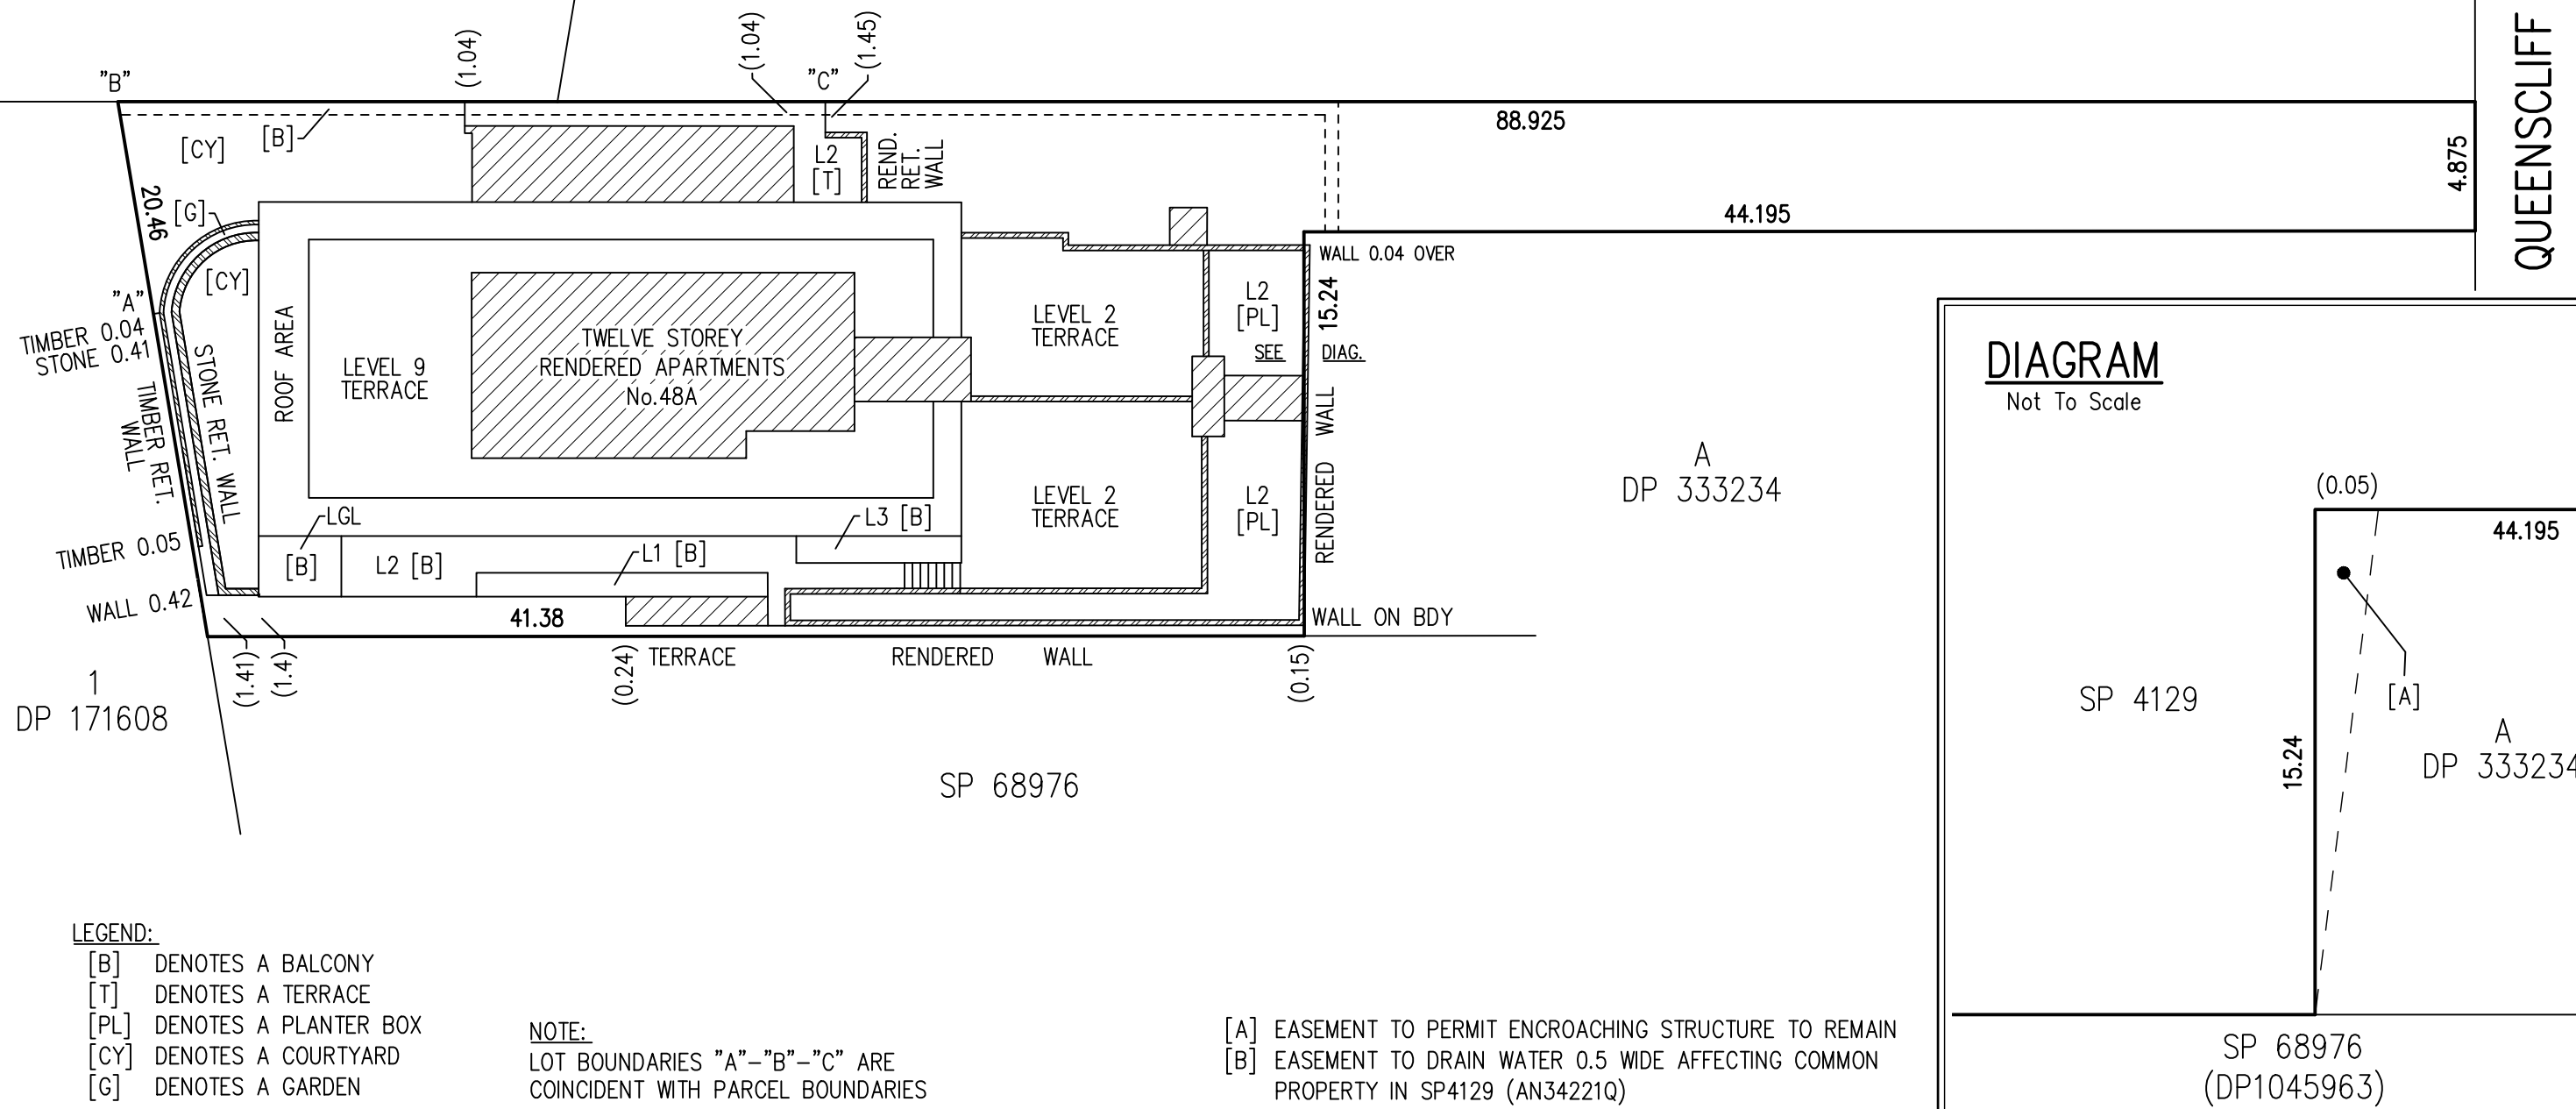 (1.04)
(1.04)
(1.45)
"B"
"C"
QUEENSCLIFF
88.925
[CY]
[B]
L2
[T]
REND.
RET.
WALL
4.875
20.46
[G]
44.195
WALL 0.04 OVER
[CY]
"A"
TIMBER 0.04
STONE 0.41
STONE RET. WALL
TIMBER RET.
WALL
ROOF AREA
LEVEL 9
TERRACE
TWELVE STOREY
RENDERED APARTMENTS
No.48A
LEVEL 2
TERRACE
L2
[PL]
15.24
SEE DIAG.
RENDERED WALL
LEVEL 2
TERRACE
L2
[PL]
A
DP 333234
LGL
L3 [B]
TIMBER 0.05
[B]
L2 [B]
L1 [B]
WALL 0.42
41.38
WALL ON BDY
(1.41)
(1.4)
(0.24)
TERRACE RENDERED WALL
(0.15)
1
DP 171608
SP 68976
DIAGRAM
Not To Scale
(0.05)
44.195
SP 4129
[A]
15.24
A
DP 333234
SP 68976
(DP1045963)
LEGEND:
[B] DENOTES A BALCONY
[T] DENOTES A TERRACE
[PL] DENOTES A PLANTER BOX
[CY] DENOTES A COURTYARD
[G] DENOTES A GARDEN
NOTE:
LOT BOUNDARIES "A"-"B"-"C" ARE
COINCIDENT WITH PARCEL BOUNDARIES
[A] EASEMENT TO PERMIT ENCROACHING STRUCTURE TO REMAIN
[B] EASEMENT TO DRAIN WATER 0.5 WIDE AFFECTING COMMON
PROPERTY IN SP4129 (AN34221Q)